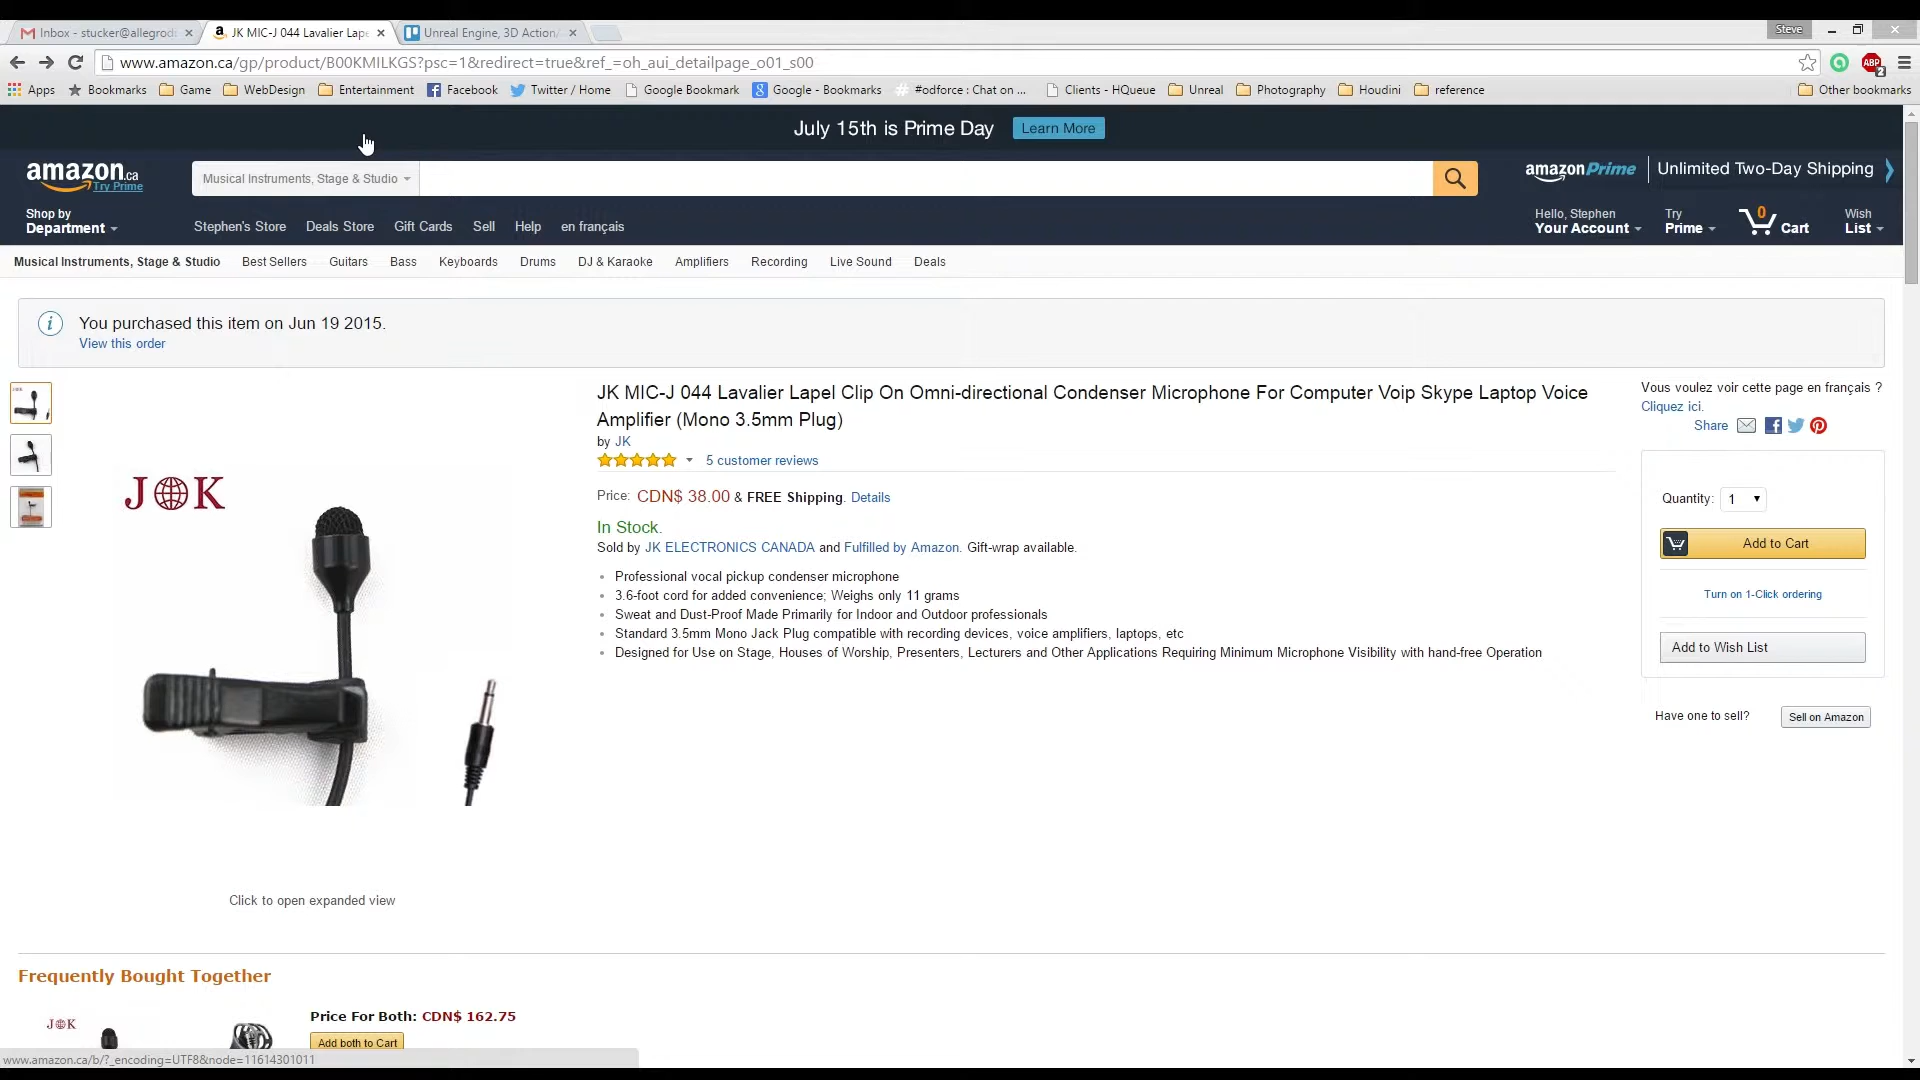 Inbox - stucker@allegrodi
JK MIC-J 044 Lavalier Lape
Unreal Engine, 3D Action/
Steve
www.amazon.ca/gp/product/B00KMILKGS?psc=1&redirect=true&ref_=oh_aui_detailpage_o01_s00
ABP
2
Apps Bookmarks Game WebDesign Entertainment Facebook Twitter / Home Google Bookmark Google - Bookmarks #odforce : Chat on ... Clients - HQueue Unreal Photography Houdini reference Other bookmarks
July 15th is Prime Day Learn More
amazon.ca
Try Prime
Musical Instruments, Stage & Studio
amazonPrime Unlimited Two-Day Shipping
Shop by
Department
Stephen's Store Deals Store Gift Cards Sell Help en français
Hello, Stephen
Your Account
Try
Prime
0
Cart
Wish
List
Musical Instruments, Stage & Studio Best Sellers Guitars Bass Keyboards Drums DJ & Karaoke Amplifiers Recording Live Sound Deals
You purchased this item on Jun 19 2015.
View this order
JK MIC-J 044 Lavalier Lapel Clip On Omni-directional Condenser Microphone For Computer Voip Skype Laptop Voice
Amplifier (Mono 3.5mm Plug)
by JK
5 customer reviews
Price: CDN$ 38.00 & FREE Shipping. Details
In Stock.
Sold by JK ELECTRONICS CANADA and Fulfilled by Amazon. Gift-wrap available.
Professional vocal pickup condenser microphone
3.6-foot cord for added convenience; Weighs only 11 grams
Sweat and Dust-Proof Made Primarily for Indoor and Outdoor professionals
Standard 3.5mm Mono Jack Plug compatible with recording devices, voice amplifiers, laptops, etc
Designed for Use on Stage, Houses of Worship, Presenters, Lecturers and Other Applications Requiring Minimum Microphone Visibility with hand-free Operation
Vous voulez voir cette page en français ?
Cliquez ici.
Share
Quantity: 1
Add to Cart
Turn on 1-Click ordering
Add to Wish List
Have one to sell? Sell on Amazon
JK
Click to open expanded view
Frequently Bought Together
JK
Price For Both: CDN$ 162.75
Add both to Cart
www.amazon.ca/b/?_encoding=UTF8&node=11614301011